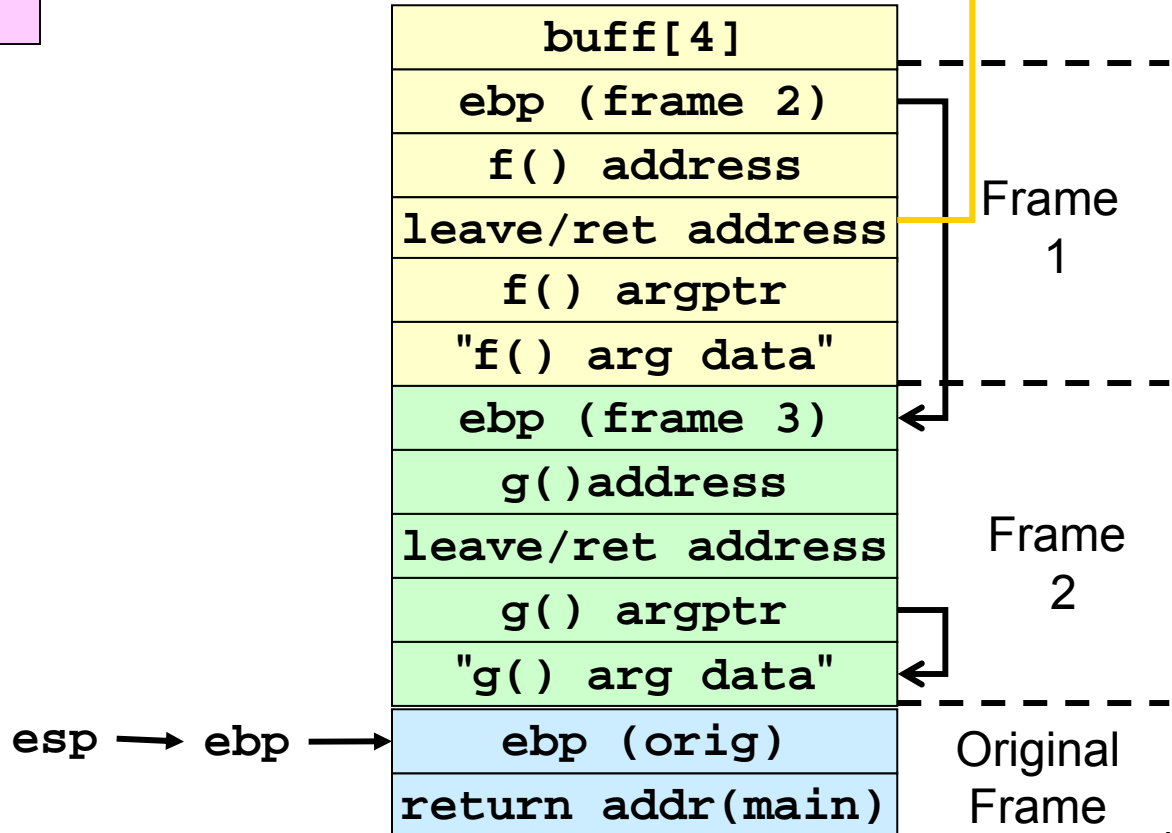 buff[4]
ebp (frame 2)
f() address
leave/ret address
f() argptr
"f() arg data"
Frame
1
ebp (frame 3)
g()address
leave/ret address
g() argptr
"g() arg data"
Frame
2
esp ebp
ebp (orig)
return addr(main)
Original
Frame